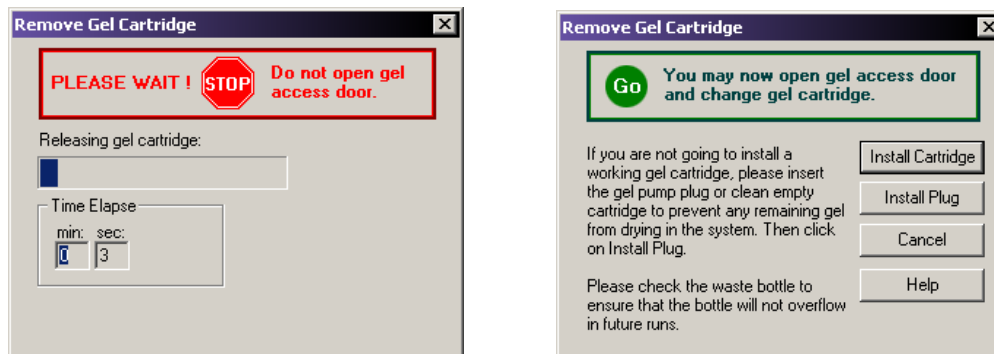 Remove Gel Cartridge
PLEASE WAIT !
STOP
Do not open gel
access door.
Releasing gel cartridge:
Time Elapse
min: sec:
0 3
Remove Gel Cartridge
Go
You may now open gel access door
and change gel cartridge.
If you are not going to install a
working gel cartridge, please insert
the gel pump plug or clean empty
cartridge to prevent any remaining gel
from drying in the system. Then click
on Install Plug.
Please check the waste bottle to
ensure that the bottle will not overflow
in future runs.
Install Cartridge
Install Plug
Cancel
Help